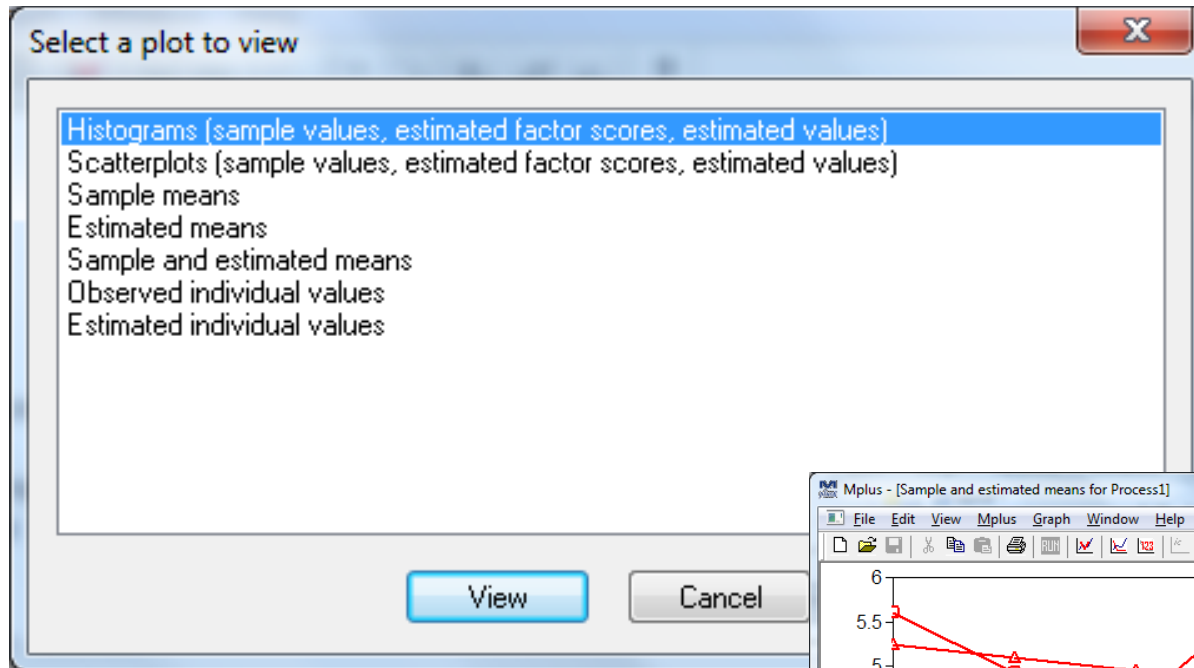 Select a plot to view
Histograms (sample values, estimated factor scores, estimated values)
Scatterplots (sample values, estimated factor scores, estimated values)
Sample means
Estimated means
Sample and estimated means
Observed individual values
Estimated individual values
View Cancel
Mplus - [Sample and estimated means for Process1]
File Edit View Mplus Graph Window Help
RUN
6
5.5
5